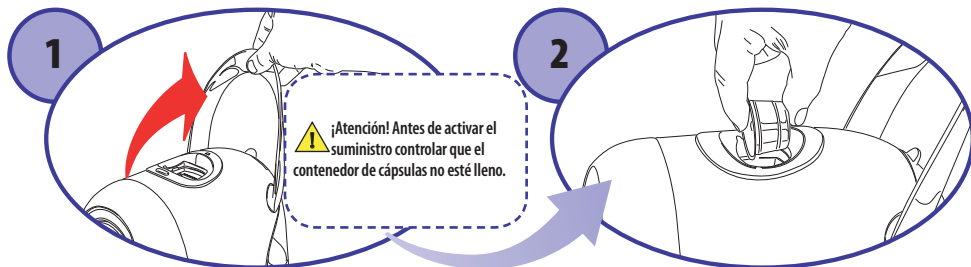 1
¡Atención! Antes de activar el
suministro controlar que el
contenedor de cápsulas no esté lleno.
2